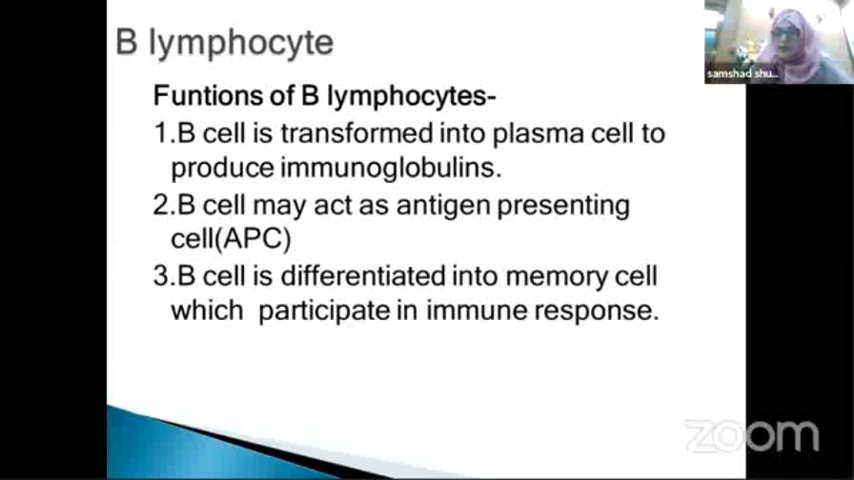 B lymphocyte
samshad shu...
Funtions of B lymphocytes-
1.B cell is transformed into plasma cell to
produce immunoglobulins.
2.B cell may act as antigen presenting
cell(APC)
3.B cell is differentiated into memory cell
which participate in immune response.
zoom